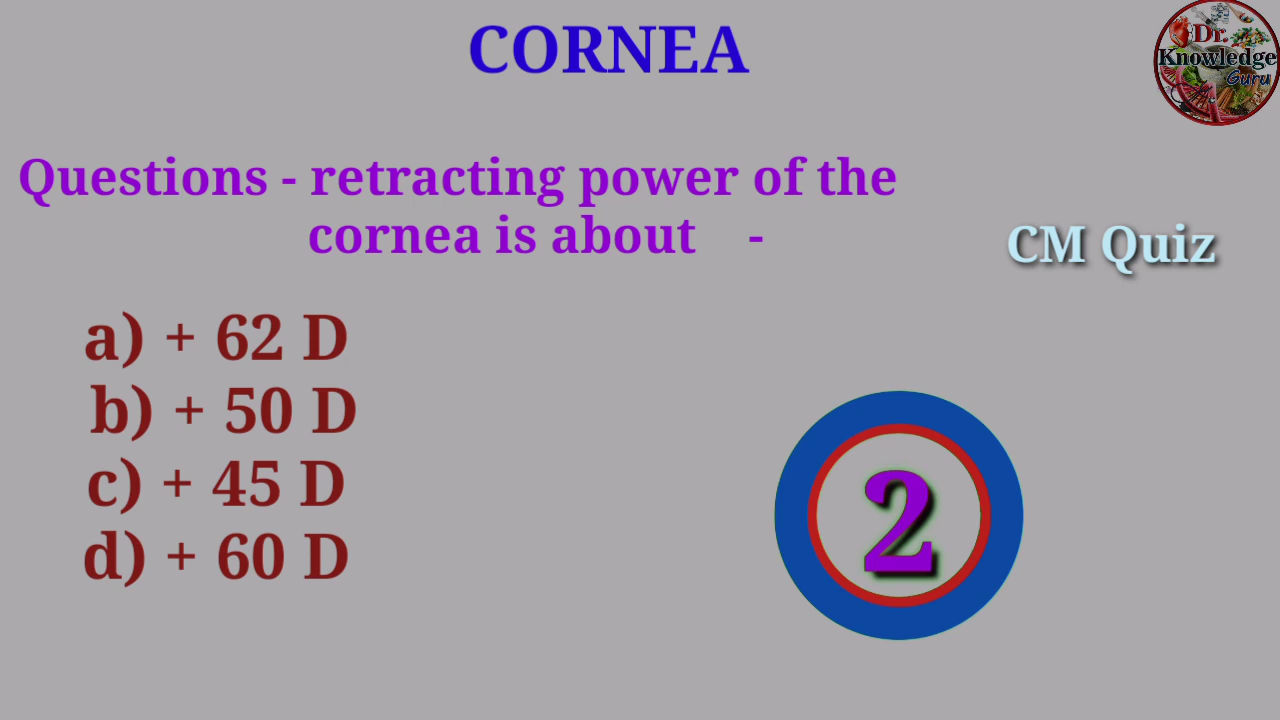 CORNEA
Dr.
Knowledge
Guru
Questions - retracting power of the
cornea is about -
CM Quiz
a) + 62 D
b) + 50 D
c) + 45 D
d) + 60 D
2